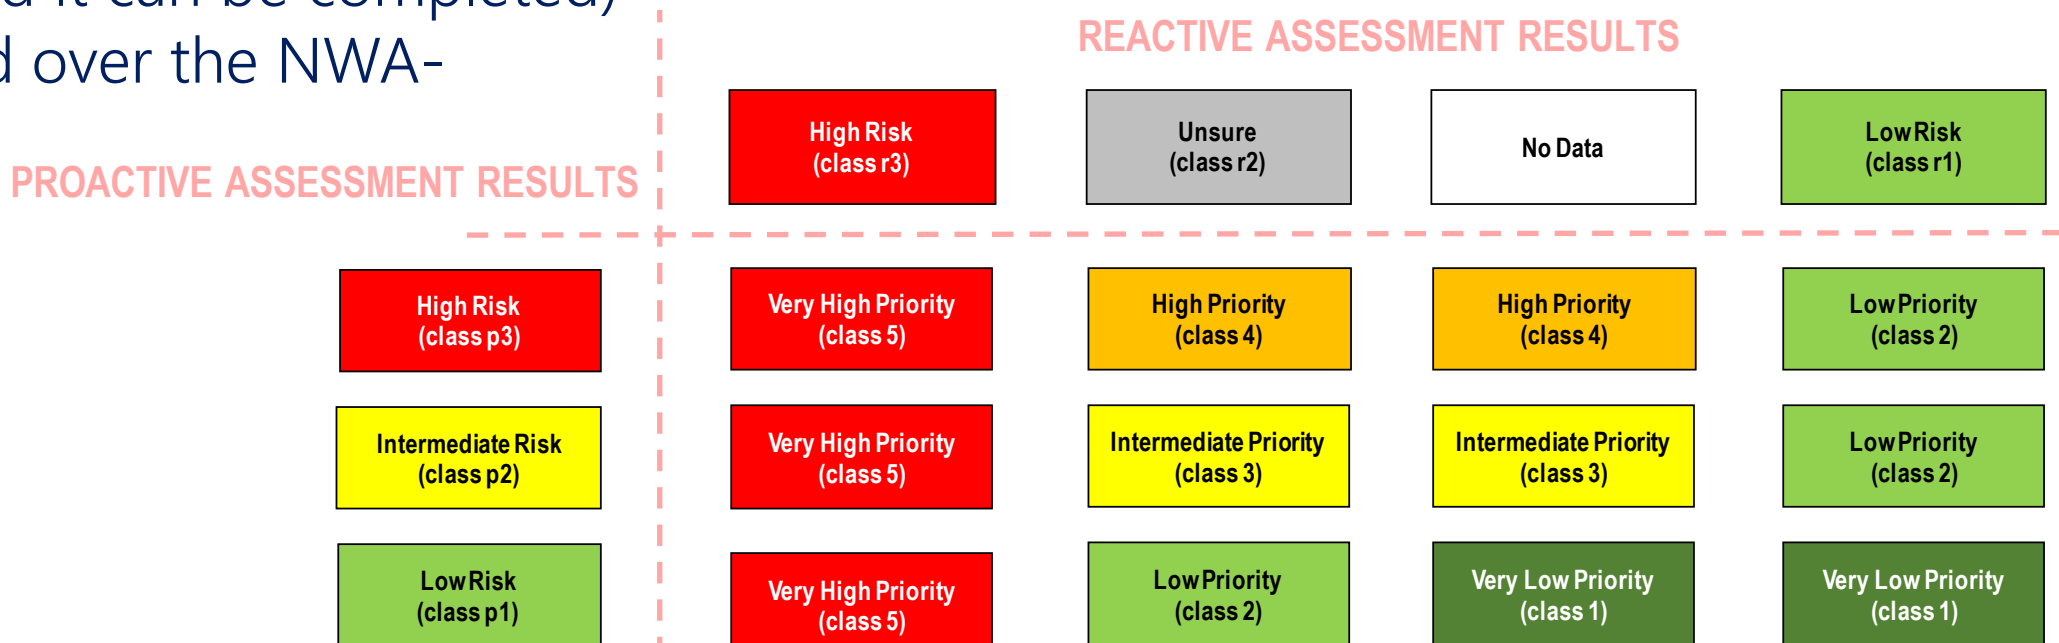 d it can be completed)
d over the NWA-
REACTIVE ASSESSMENT RESULTS
PROACTIVE ASSESSMENT RESULTS
High Risk
(class r3)
Unsure
(class r2)
No Data
Low Risk
(class r1)
High Risk
(class p3)
Very High Priority
(class 5)
High Priority
(class 4)
High Priority
(class 4)
Low Priority
(class 2)
Intermediate Risk
(class p2)
Very High Priority
(class 5)
Intermediate Priority
(class 3)
Intermediate Priority
(class 3)
Low Priority
(class 2)
Low Risk
(class p1)
Very High Priority
(class 5)
Low Priority
(class 2)
Very Low Priority
(class 1)
Very Low Priority
(class 1)